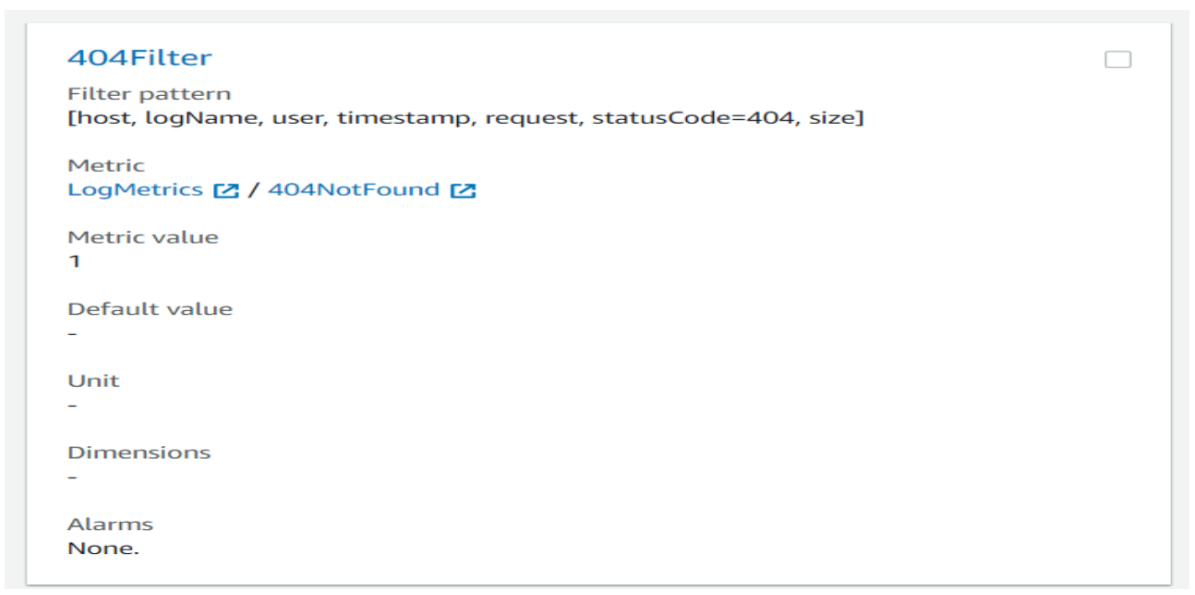 404Filter
Filter pattern
[host, logName, user, timestamp, request, statusCode=404, size]
Metric
LogMetrics / 404NotFound
Metric value
1
Default value
-
Unit
-
Dimensions
-
Alarms
None.